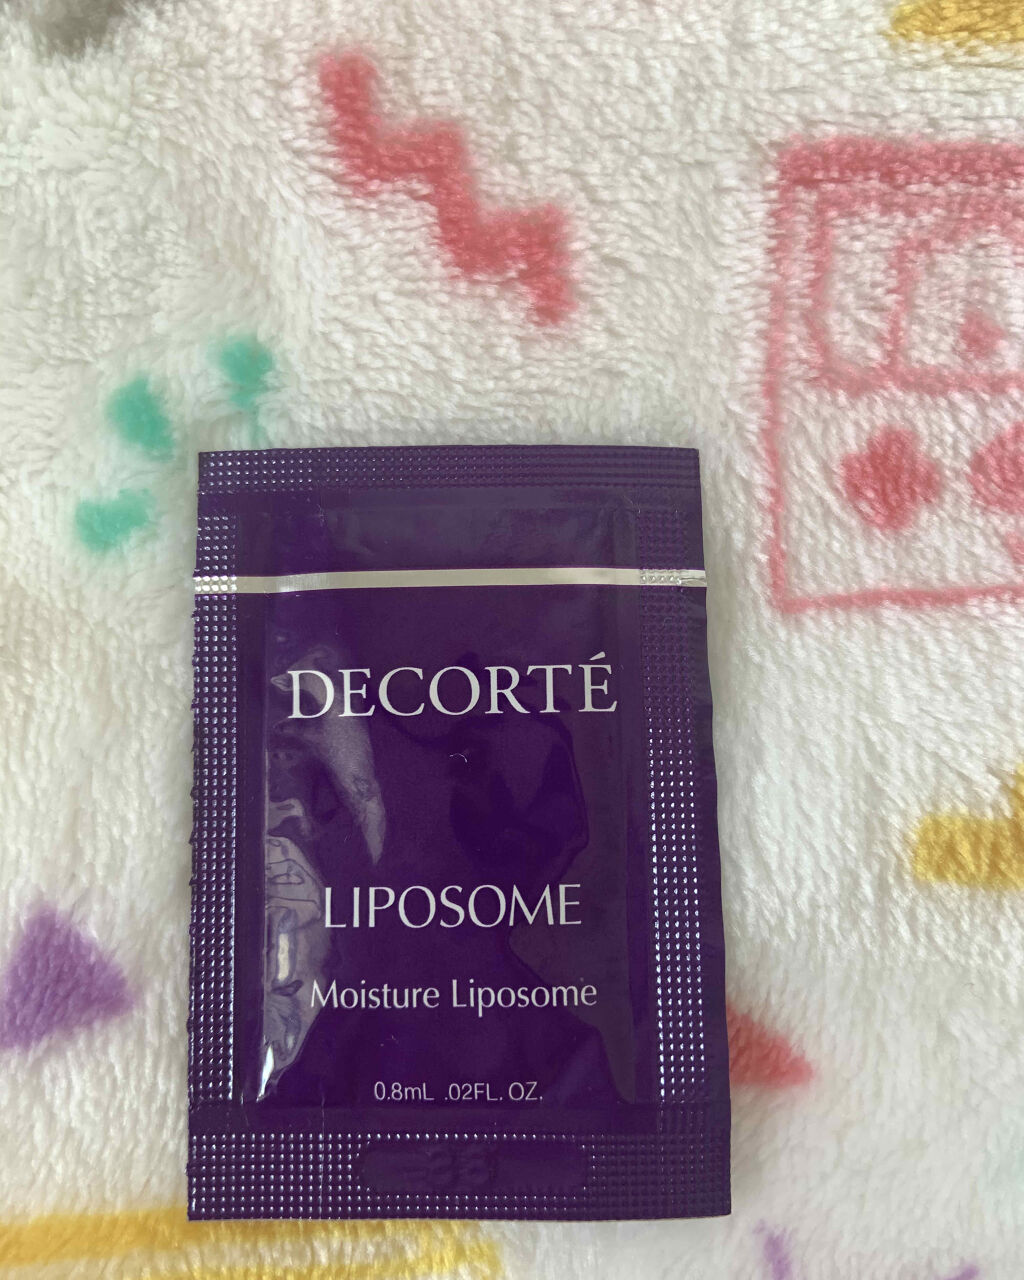 DECORTÉ
LIPOSOME
Moisture Liposome
0.8mL .02FL. OZ.